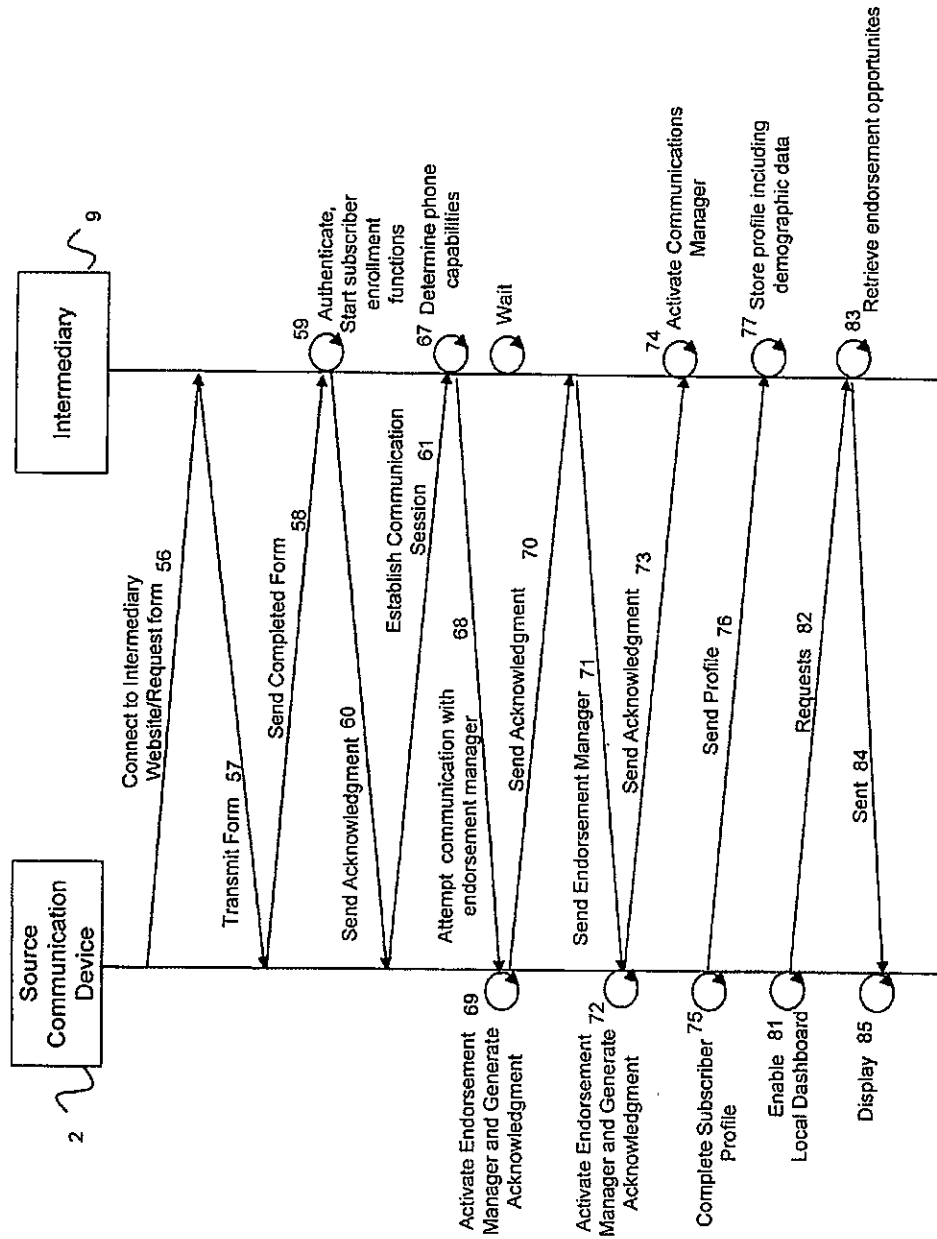 Source
Communication
Device
2
Intermediary
9
Connect to Intermediary
Website/Request form 56
Transmit Form 57
Send Completed Form 58
59
Authenticate,
Start subscriber
enrollment
functions
Send Acknowledgment 60
Establish Communication
Session 61
67 Determine phone
capabilities
Attempt communication with
endorsement manager 68
Wait
Activate Endorsement 69
Manager and Generate
Acknowledgment
Send Acknowledgment 70
Send Endorsement Manager 71
Activate Endorsement 72
Manager and Generate
Acknowledgment
Send Acknowledgment 73
74
Activate Communications
Manager
Complete Subscriber 75
Profile
Send Profile 76
77 Store profile including
demographic data
Enable 81
Local Dashboard
Requests 82
83
Retrieve endorsement opportunites
Sent 84
Display 85